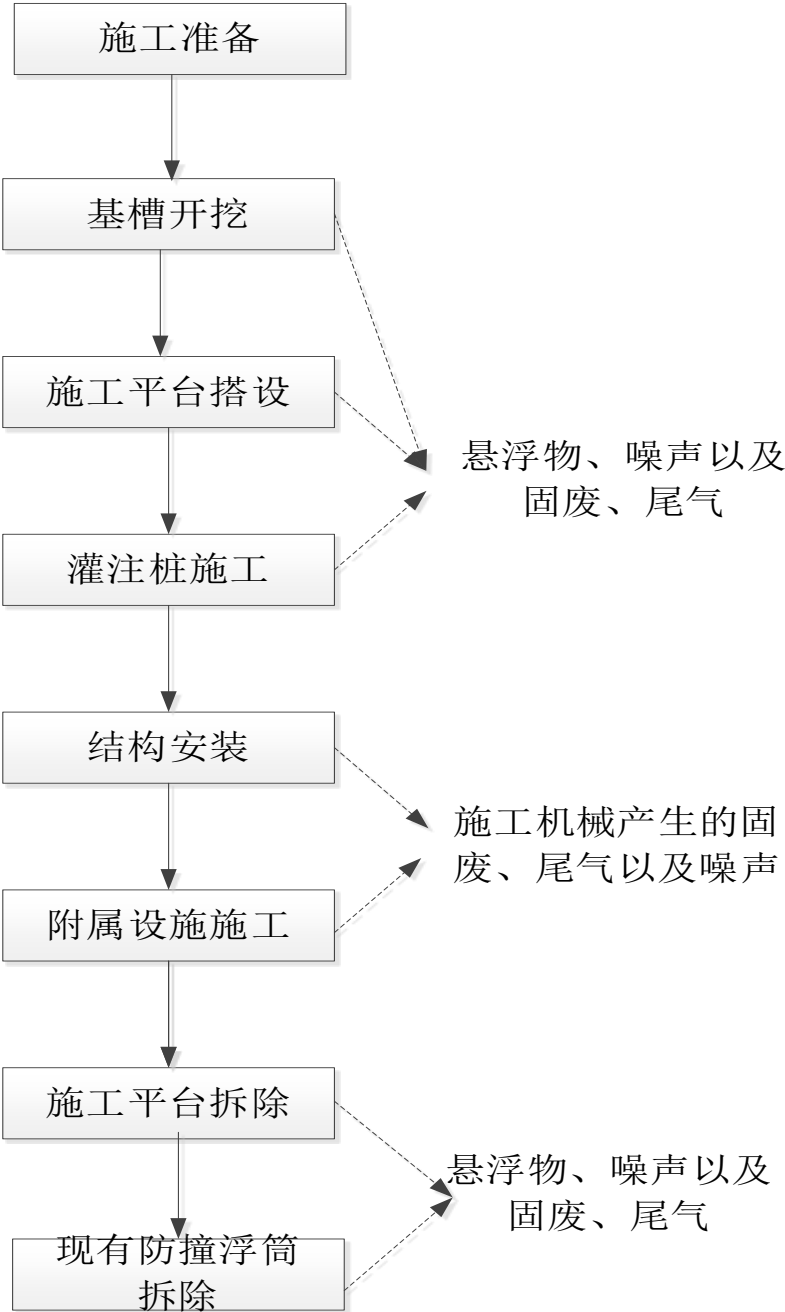 施工准备
基槽开挖
施工平台搭设
悬浮物、噪声以及
固废、尾气
灌注桩施工
结构安装
施工机械产生的固
废、尾气以及噪声
附属设施施工
施工平台拆除
悬浮物、噪声以及
固废、尾气
现有防撞浮筒
拆除